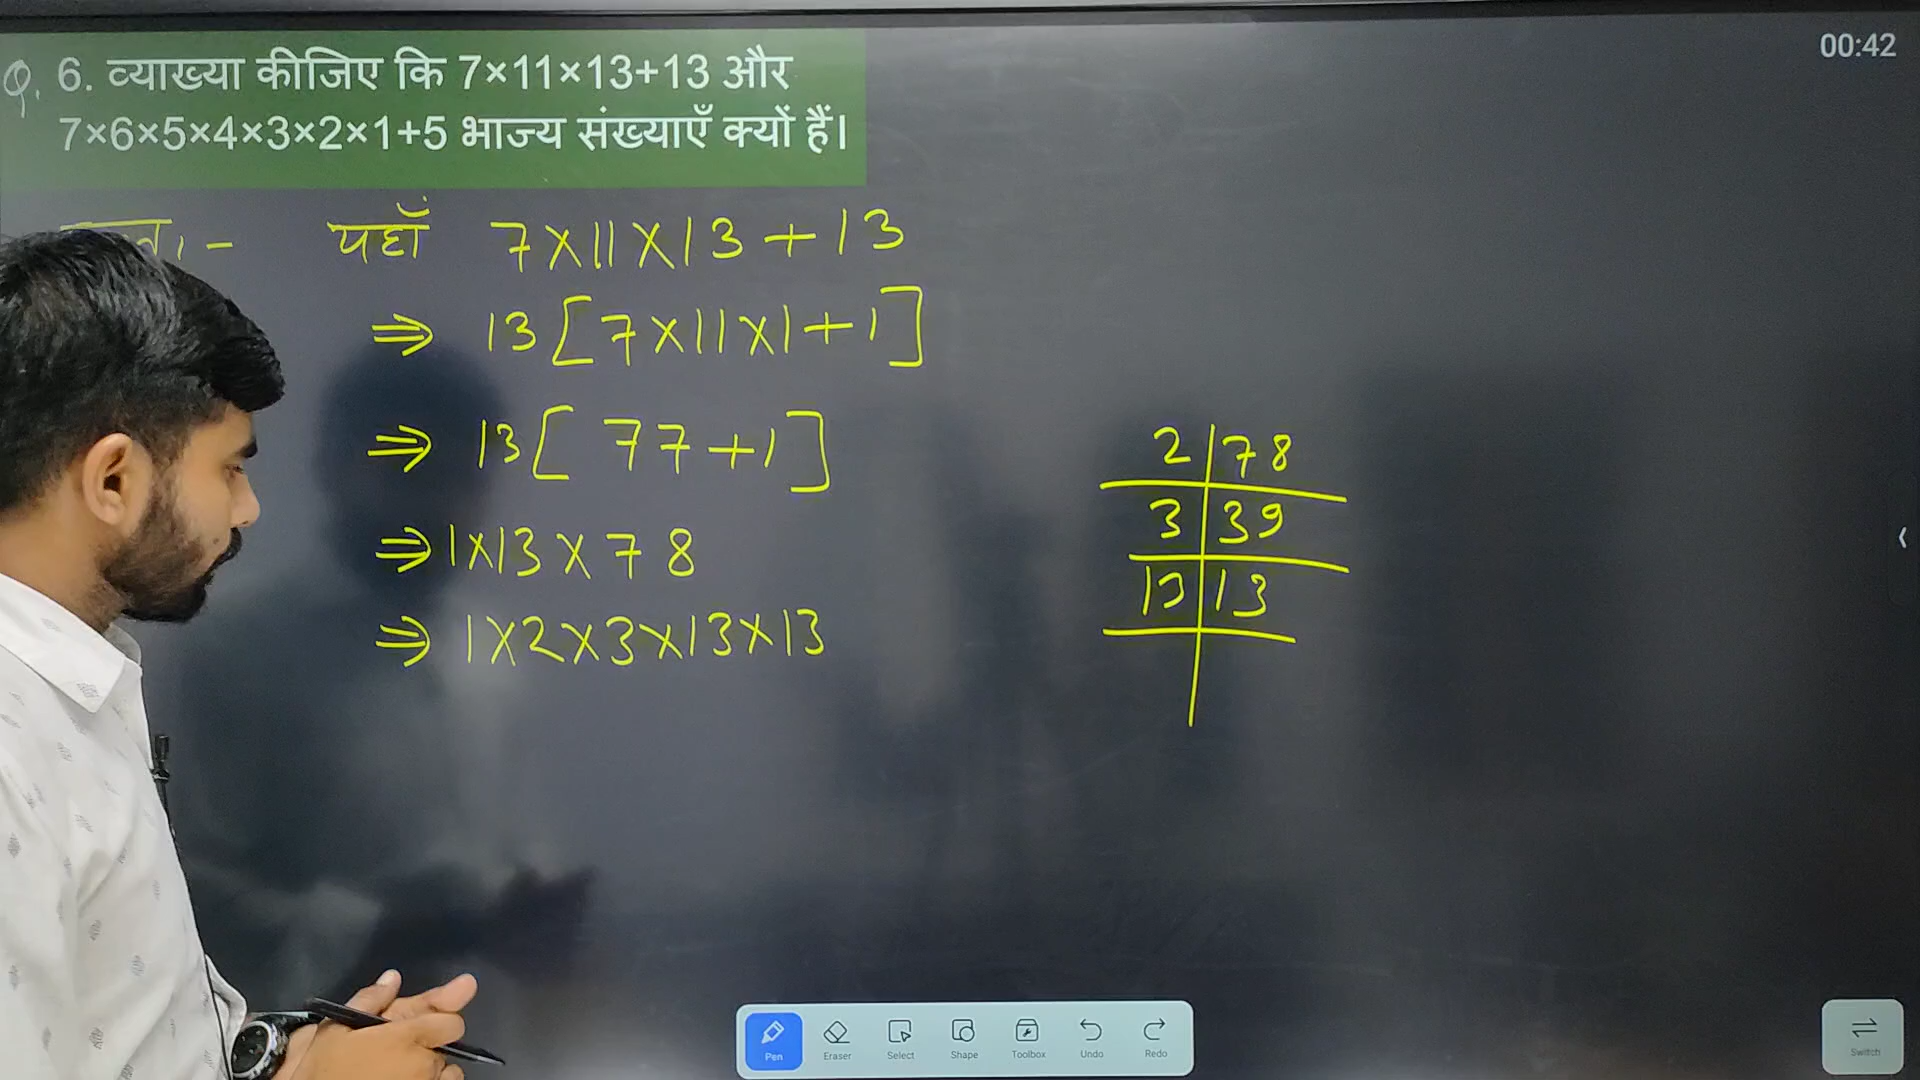 00:42
Q. 6. व्याख्या कीजिए कि 7×11×13+13 और
7×6×5×4×3×2×1+5 भाज्य संख्याएँ क्यों हैं।
:- यहाँ 7×11×13+13
⇒ 13[7×11×1+1]
⇒ 13[77+1]
⇒ 1×13×78
⇒ 1×2×3×13×13
2 | 78
3 | 39
13 | 13
Pen Eraser Select Shape Toolbox Undo Redo
Switch